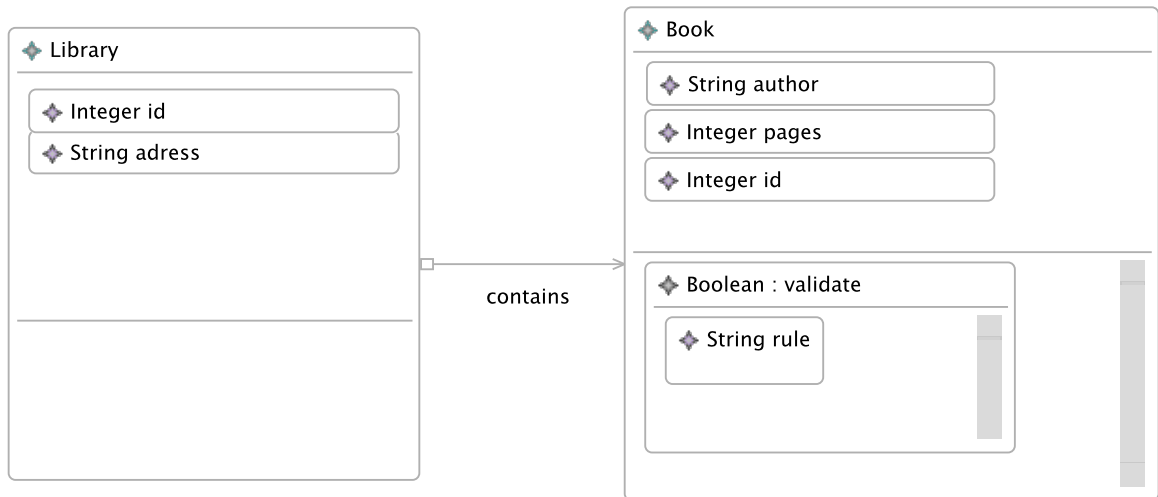 Library
Integer id
String adress
contains
Book
String author
Integer pages
Integer id
Boolean : validate
String rule